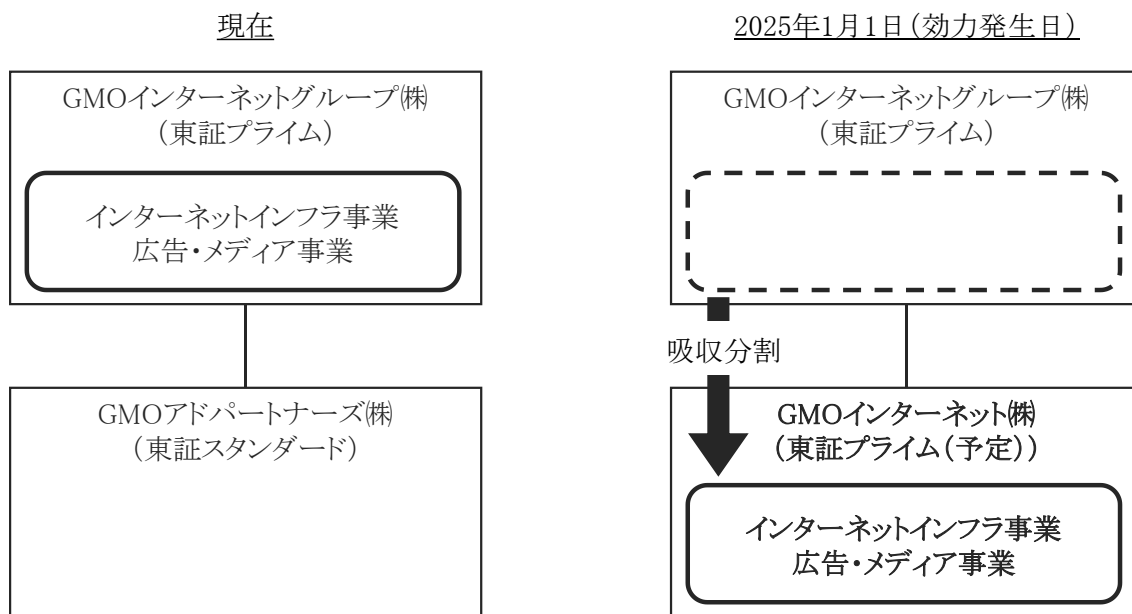 現在
GMOインターネットグループ㈱
（東証プライム）
インターネットインフラ事業
広告・メディア事業
GMOアドパートナーズ㈱
（東証スタンダード）
2025年1月1日（効力発生日）
GMOインターネットグループ㈱
（東証プライム）
吸収分割
GMOインターネット㈱
（東証プライム（予定））
インターネットインフラ事業
広告・メディア事業